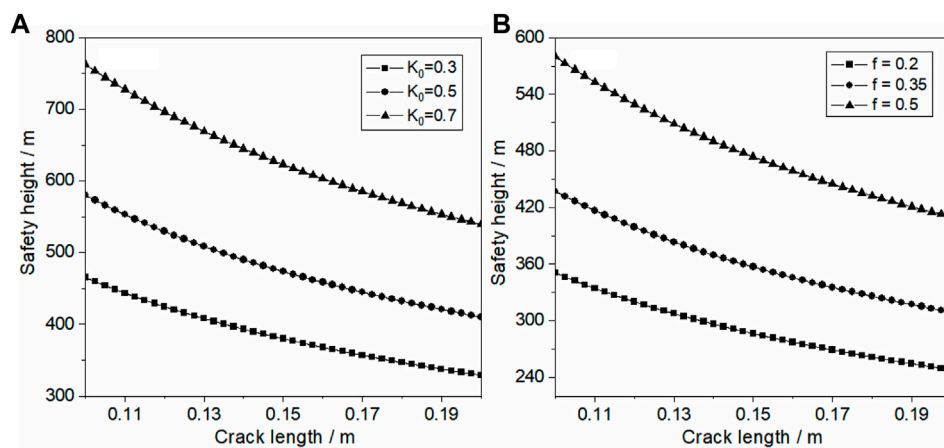 A
800
700
600
500
400
300
Safety height / m
0.11 0.13 0.15 0.17 0.19
Crack length / m
K₀=0.3
K₀=0.5
K₀=0.7
B
600
540
480
420
360
300
240
Safety height / m
0.11 0.13 0.15 0.17 0.19
Crack length / m
f = 0.2
f = 0.35
f = 0.5